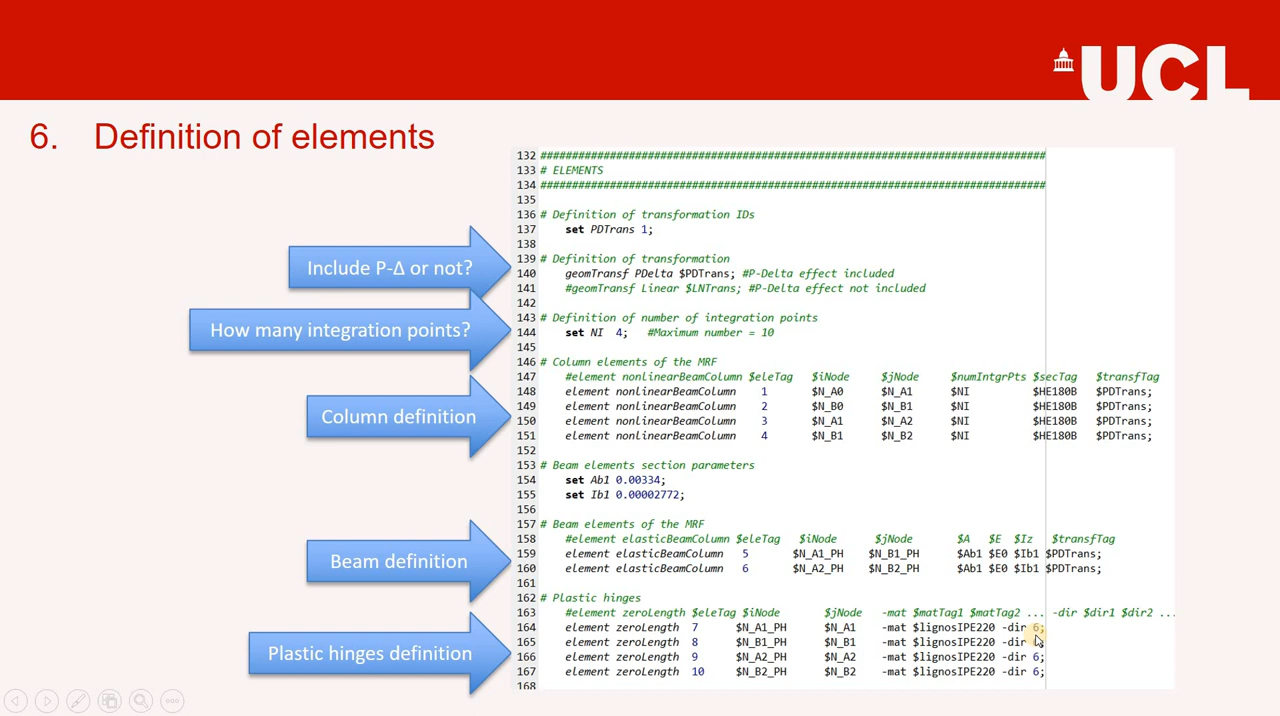 UCL
6. Definition of elements
Include P-Δ or not?
How many integration points?
Column definition
Beam definition
Plastic hinges definition
132 ################################################################################
133 # ELEMENTS
134 ################################################################################
135
136 # Definition of transformation IDs
137 set PDTrans 1;
138
139 # Definition of transformation
140 geomTransf PDelta $PDTrans; #P-Delta effect included
141 #geomTransf Linear $LNTrans; #P-Delta effect not included
142
143 # Definition of number of integration points
144 set NI 4; #Maximum number = 10
145
146 # Column elements of the MRF
147 #element nonlinearBeamColumn $eleTag $iNode $jNode $numIntgrPts $secTag $transfTag
148 element nonlinearBeamColumn 1 $N_A0 $N_A1 $NI $HE180B $PDTrans;
149 element nonlinearBeamColumn 2 $N_B0 $N_B1 $NI $HE180B $PDTrans;
150 element nonlinearBeamColumn 3 $N_A1 $N_A2 $NI $HE180B $PDTrans;
151 element nonlinearBeamColumn 4 $N_B1 $N_B2 $NI $HE180B $PDTrans;
152
153 # Beam elements section parameters
154 set Ab1 0.00334;
155 set Ib1 0.00002772;
156
157 # Beam elements of the MRF
158 #element elasticBeamColumn $eleTag $iNode $jNode $A $E $Iz $transfTag
159 element elasticBeamColumn 5 $N_A1_PH $N_B1_PH $Ab1 $E0 $Ib1 $PDTrans;
160 element elasticBeamColumn 6 $N_A2_PH $N_B2_PH $Ab1 $E0 $Ib1 $PDTrans;
161
162 # Plastic hinges
163 #element zeroLength $eleTag $iNode $jNode -mat $matTag1 $matTag2 ... -dir $dir1 $dir2 ...
164 element zeroLength 7 $N_A1_PH $N_A1 -mat $lignosIPE220 -dir 6;
165 element zeroLength 8 $N_B1_PH $N_B1 -mat $lignosIPE220 -dir 6;
166 element zeroLength 9 $N_A2_PH $N_A2 -mat $lignosIPE220 -dir 6;
167 element zeroLength 10 $N_B2_PH $N_B2 -mat $lignosIPE220 -dir 6;
168